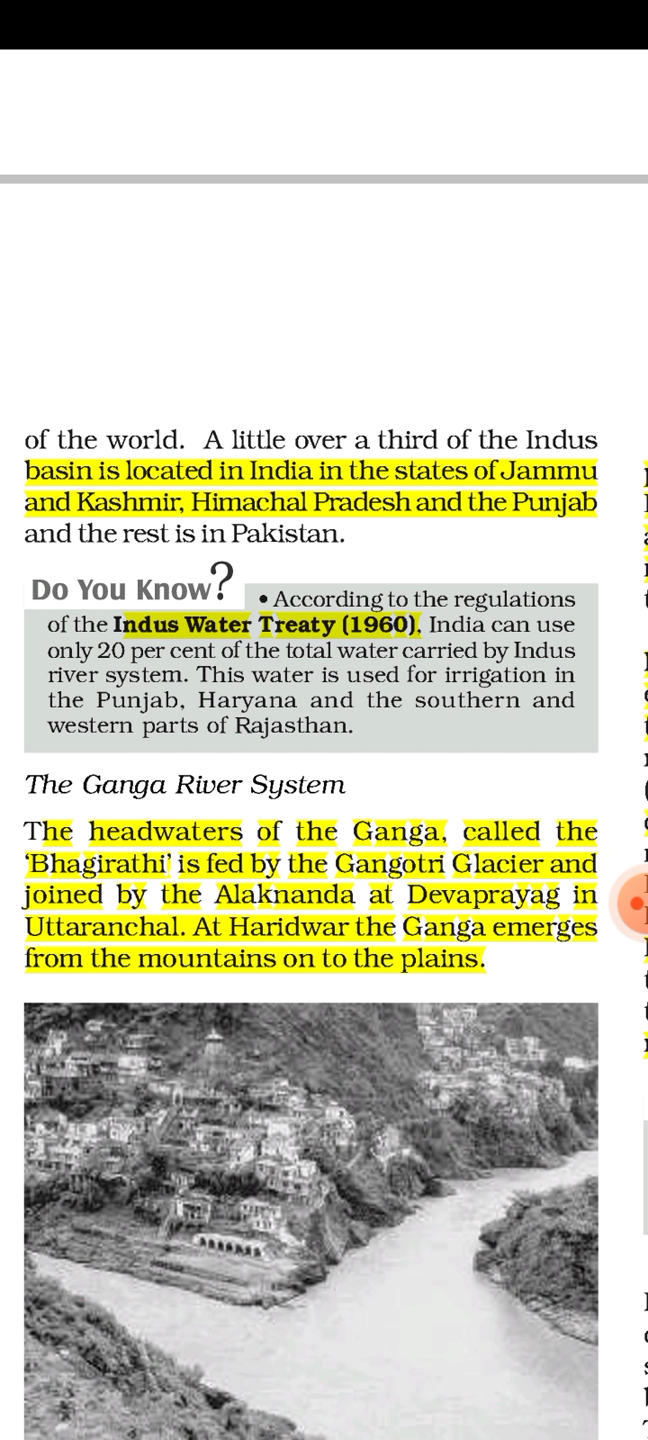 of the world. A little over a third of the Indus
basin is located in India in the states of Jammu
and Kashmir, Himachal Pradesh and the Punjab
and the rest is in Pakistan.
Do You Know?
• According to the regulations
of the Indus Water Treaty (1960), India can use
only 20 per cent of the total water carried by Indus
river system. This water is used for irrigation in
the Punjab, Haryana and the southern and
western parts of Rajasthan.
The Ganga River System
The headwaters of the Ganga, called the
‘Bhagirathi’ is fed by the Gangotri Glacier and
joined by the Alaknanda at Devaprayag in
Uttaranchal. At Haridwar the Ganga emerges
from the mountains on to the plains.